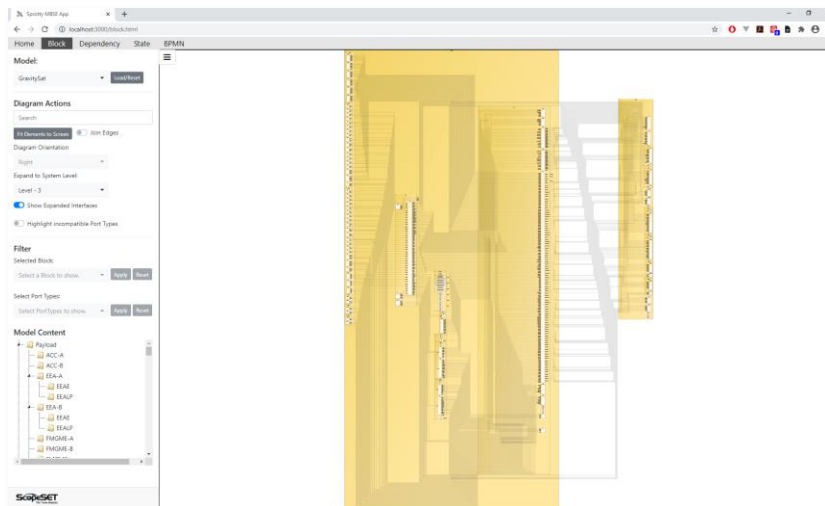 Sprotty MBSE App
localhost:3000/block.html
Home Block Dependency State BPMN
Model:
GravitySat Load/Reset
Diagram Actions
Search
Fit Elements to Screen Join Edges
Diagram Orientation
Right
Expand to System Level:
Level - 3
Show Expanded Interfaces
Highlight incompatible Port Types
Filter
Selected Block:
Select a Block to show. Apply Reset
Select Port Types:
Select PortTypes to show. Apply Reset
Model Content
Payload
ACC-A
ACC-B
EEA-A
EEAE
EEALP
EEA-B
EEAE
EEALP
FMGME-A
FMGME-B
ScopeSET